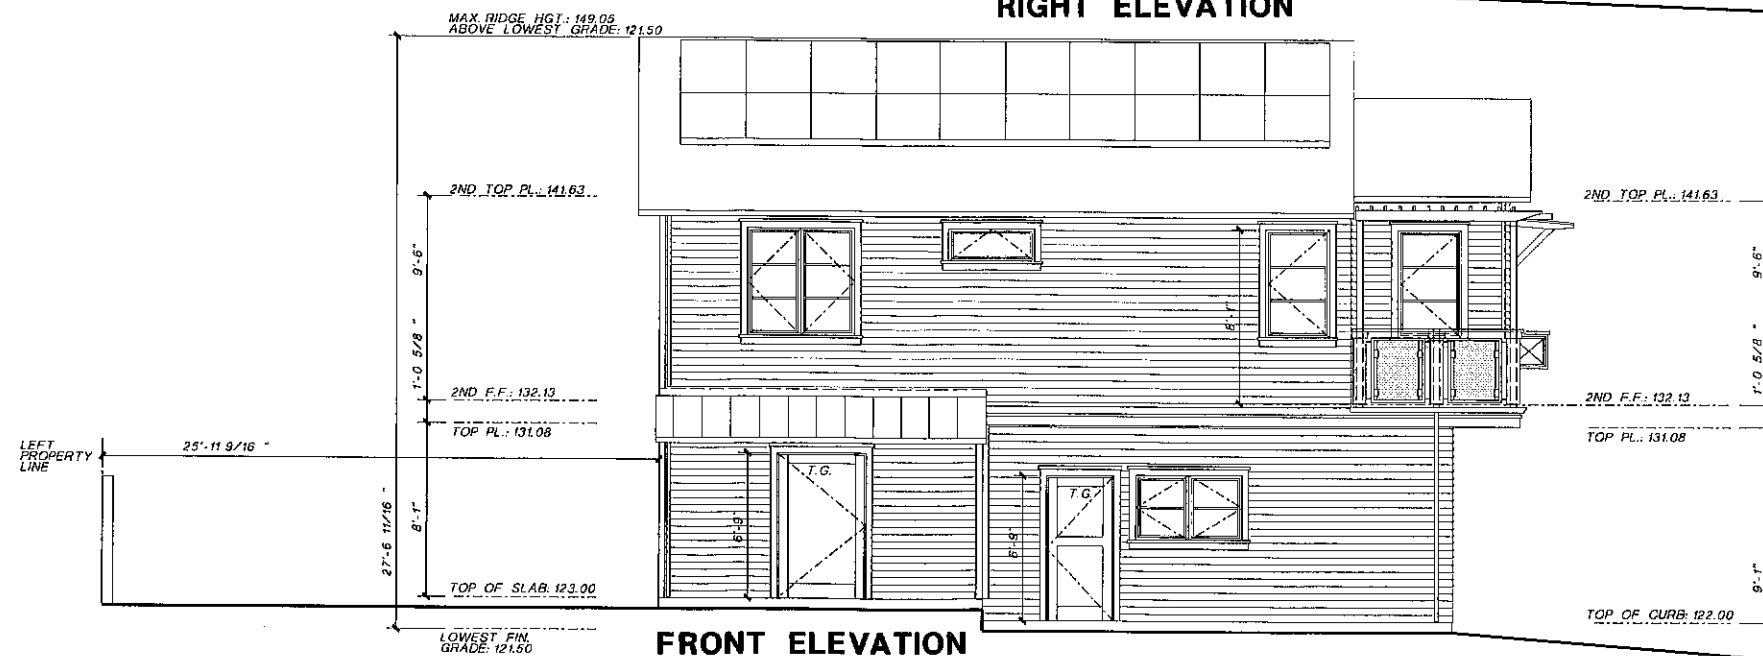 RIGHT ELEVATION
MAX. RIDGE HGT.: 149.05
ABOVE LOWEST GRADE: 121.50
2ND TOP PL.: 141.63
2ND TOP PL.: 141.63
9'-6"
9'-6"
8'-1"
1'-0 5/8 "
1'-0 5/8 "
2ND F.F.: 132.13
2ND F.F.: 132.13
TOP PL.: 131.08
TOP PL.: 131.08
LEFT
PROPERTY
LINE
25'-11 9/16 "
T.G.
T.G.
27'-6 11/16 "
8'-1"
6'-9"
6'-9"
9'-1"
TOP OF SLAB: 123.00
TOP OF CURB: 122.00
LOWEST FIN.
GRADE: 121.50
FRONT ELEVATION